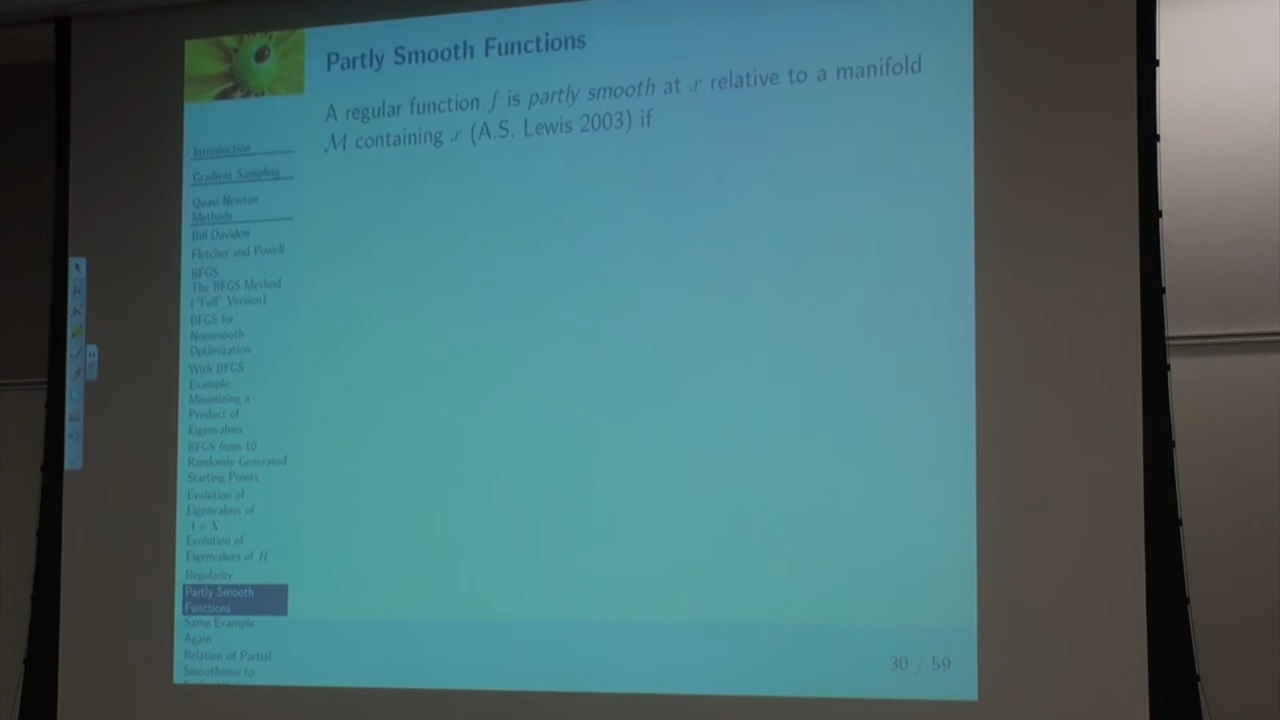 Partly Smooth Functions
A regular function f is partly smooth at x relative to a manifold
M containing x (A.S. Lewis 2003) if
Introduction
Gradient Sampling
Quasi-Newton
Methods
Bill Davidon
Fletcher and Powell
BFGS
The BFGS Method
("Full" Version)
BFGS for
Nonsmooth
Optimization
With BFGS
Example:
Minimizing a
Product of
Eigenvalues
BFGS from 10
Randomly Generated
Starting Points
Evolution of
Eigenvalues of
A ∘ X
Evolution of
Eigenvalues of H
Regularity
Partly Smooth
Functions
Same Example
Again
Relation of Partial
Smoothness to
30 / 59